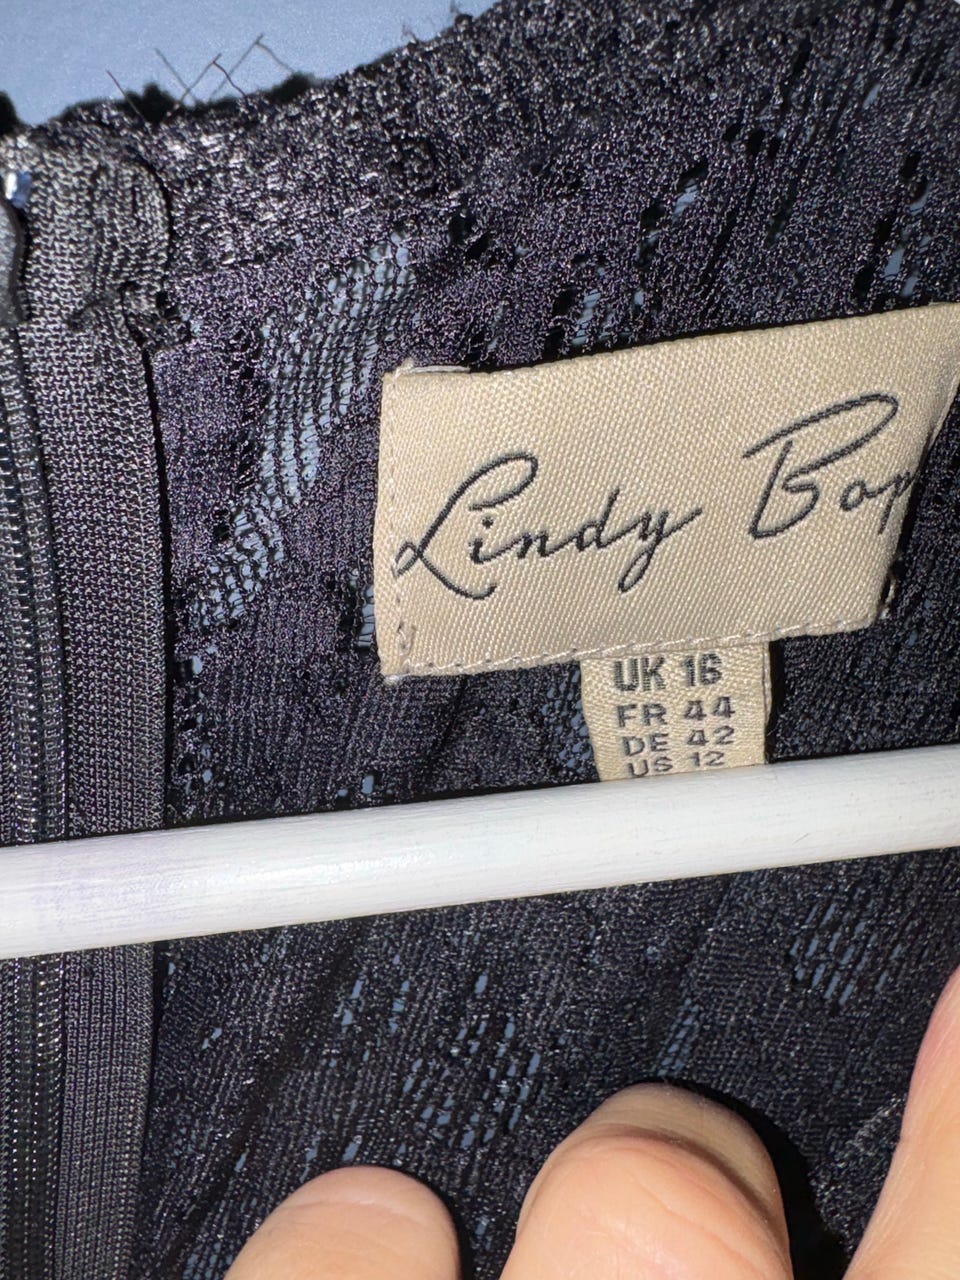 Lindy Bop
UK 16
FR 44
DE 42
US 12